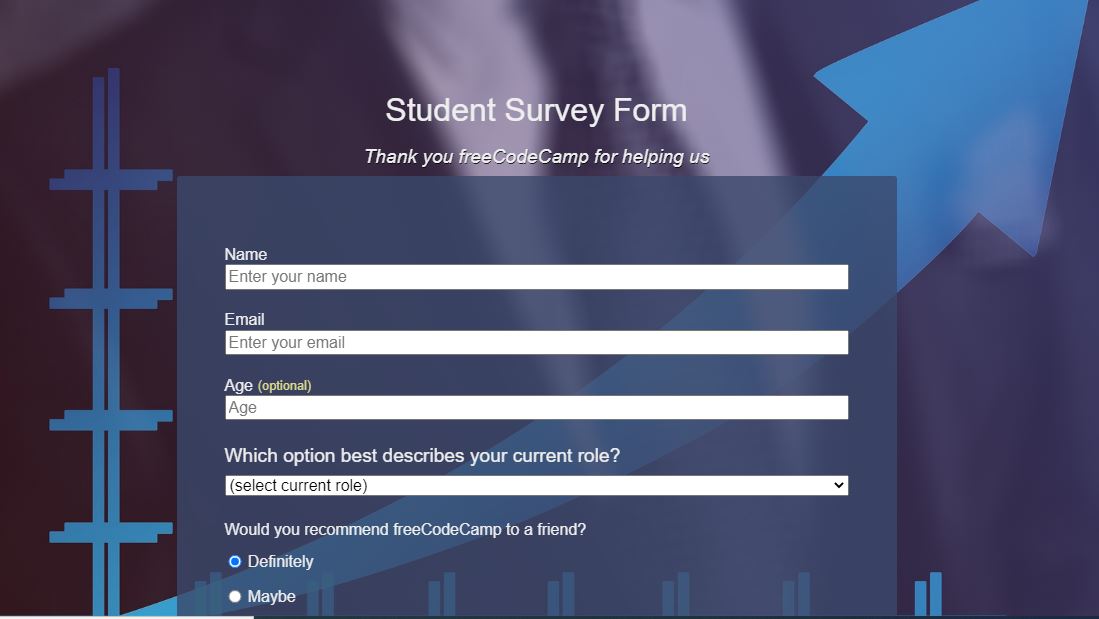 Student Survey Form
Thank you freeCodeCamp for helping us
Name
Enter your name
Email
Enter your email
Age (optional)
Age
Which option best describes your current role?
(select current role)
Would you recommend freeCodeCamp to a friend?
Definitely
Maybe